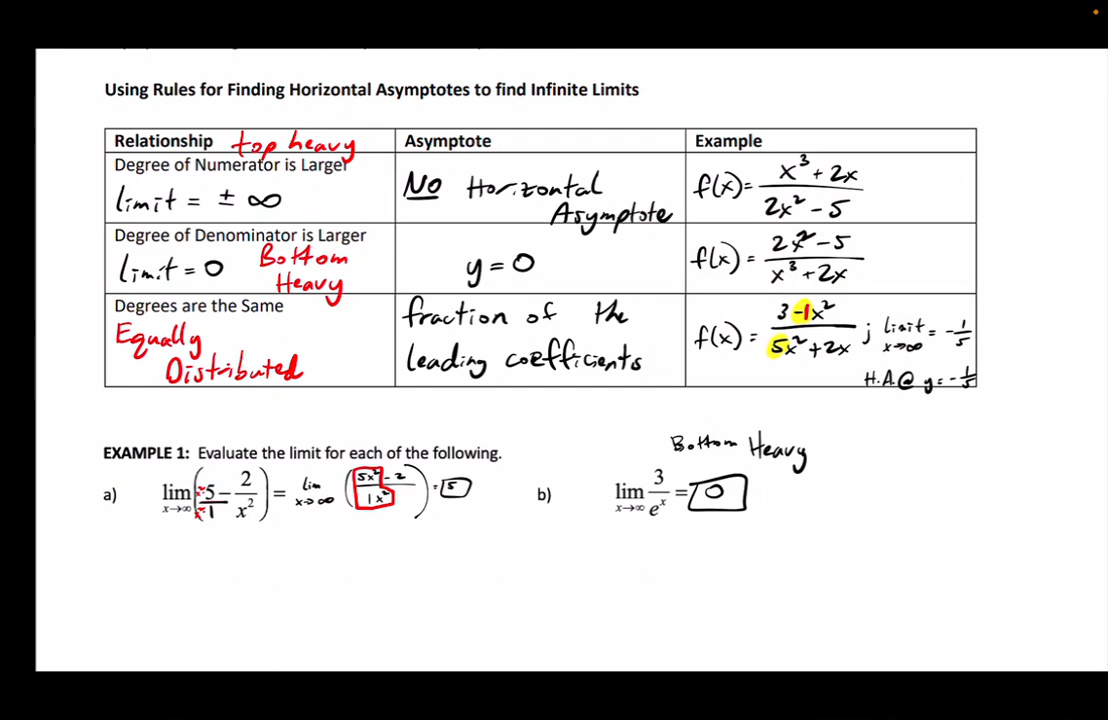 Using Rules for Finding Horizontal Asymptotes to find Infinite Limits
Relationship top heavy
Degree of Numerator is Larger
limit = ± ∞
Asymptote
No Horizontal
Asymptote
Example
f(x) = (x³ + 2x)/(2x² - 5)
Degree of Denominator is Larger
limit = 0 Bottom
Heavy
y = 0
f(x) = (2x² - 5)/(x³ + 2x)
Degrees are the Same
Equally
Distributed
fraction of the
leading coefficients
f(x) = (3 - 1x²)/(5x² + 2x) ; limit x→∞ = -1/5
H.A. @ y = -1/5
EXAMPLE 1: Evaluate the limit for each of the following.
a) lim x→∞ (x²·5/x²·1 - 2/x²) = lim x→∞ ((5x² - 2)/(1x²)) = 5
Bottom Heavy
b) lim x→∞ 3/eˣ = 0